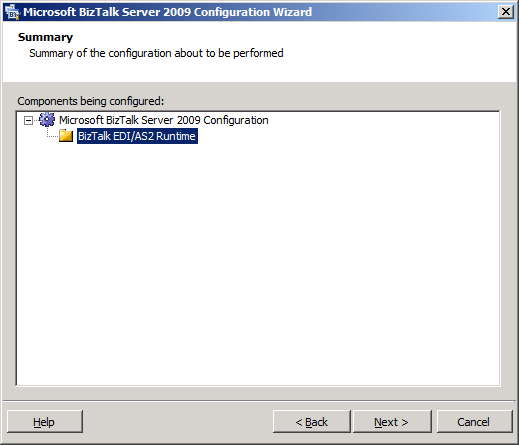 Microsoft BizTalk Server 2009 Configuration Wizard
Summary
Summary of the configuration about to be performed
Components being configured:
Microsoft BizTalk Server 2009 Configuration
BizTalk EDI/AS2 Runtime
Help
< Back
Next >
Cancel